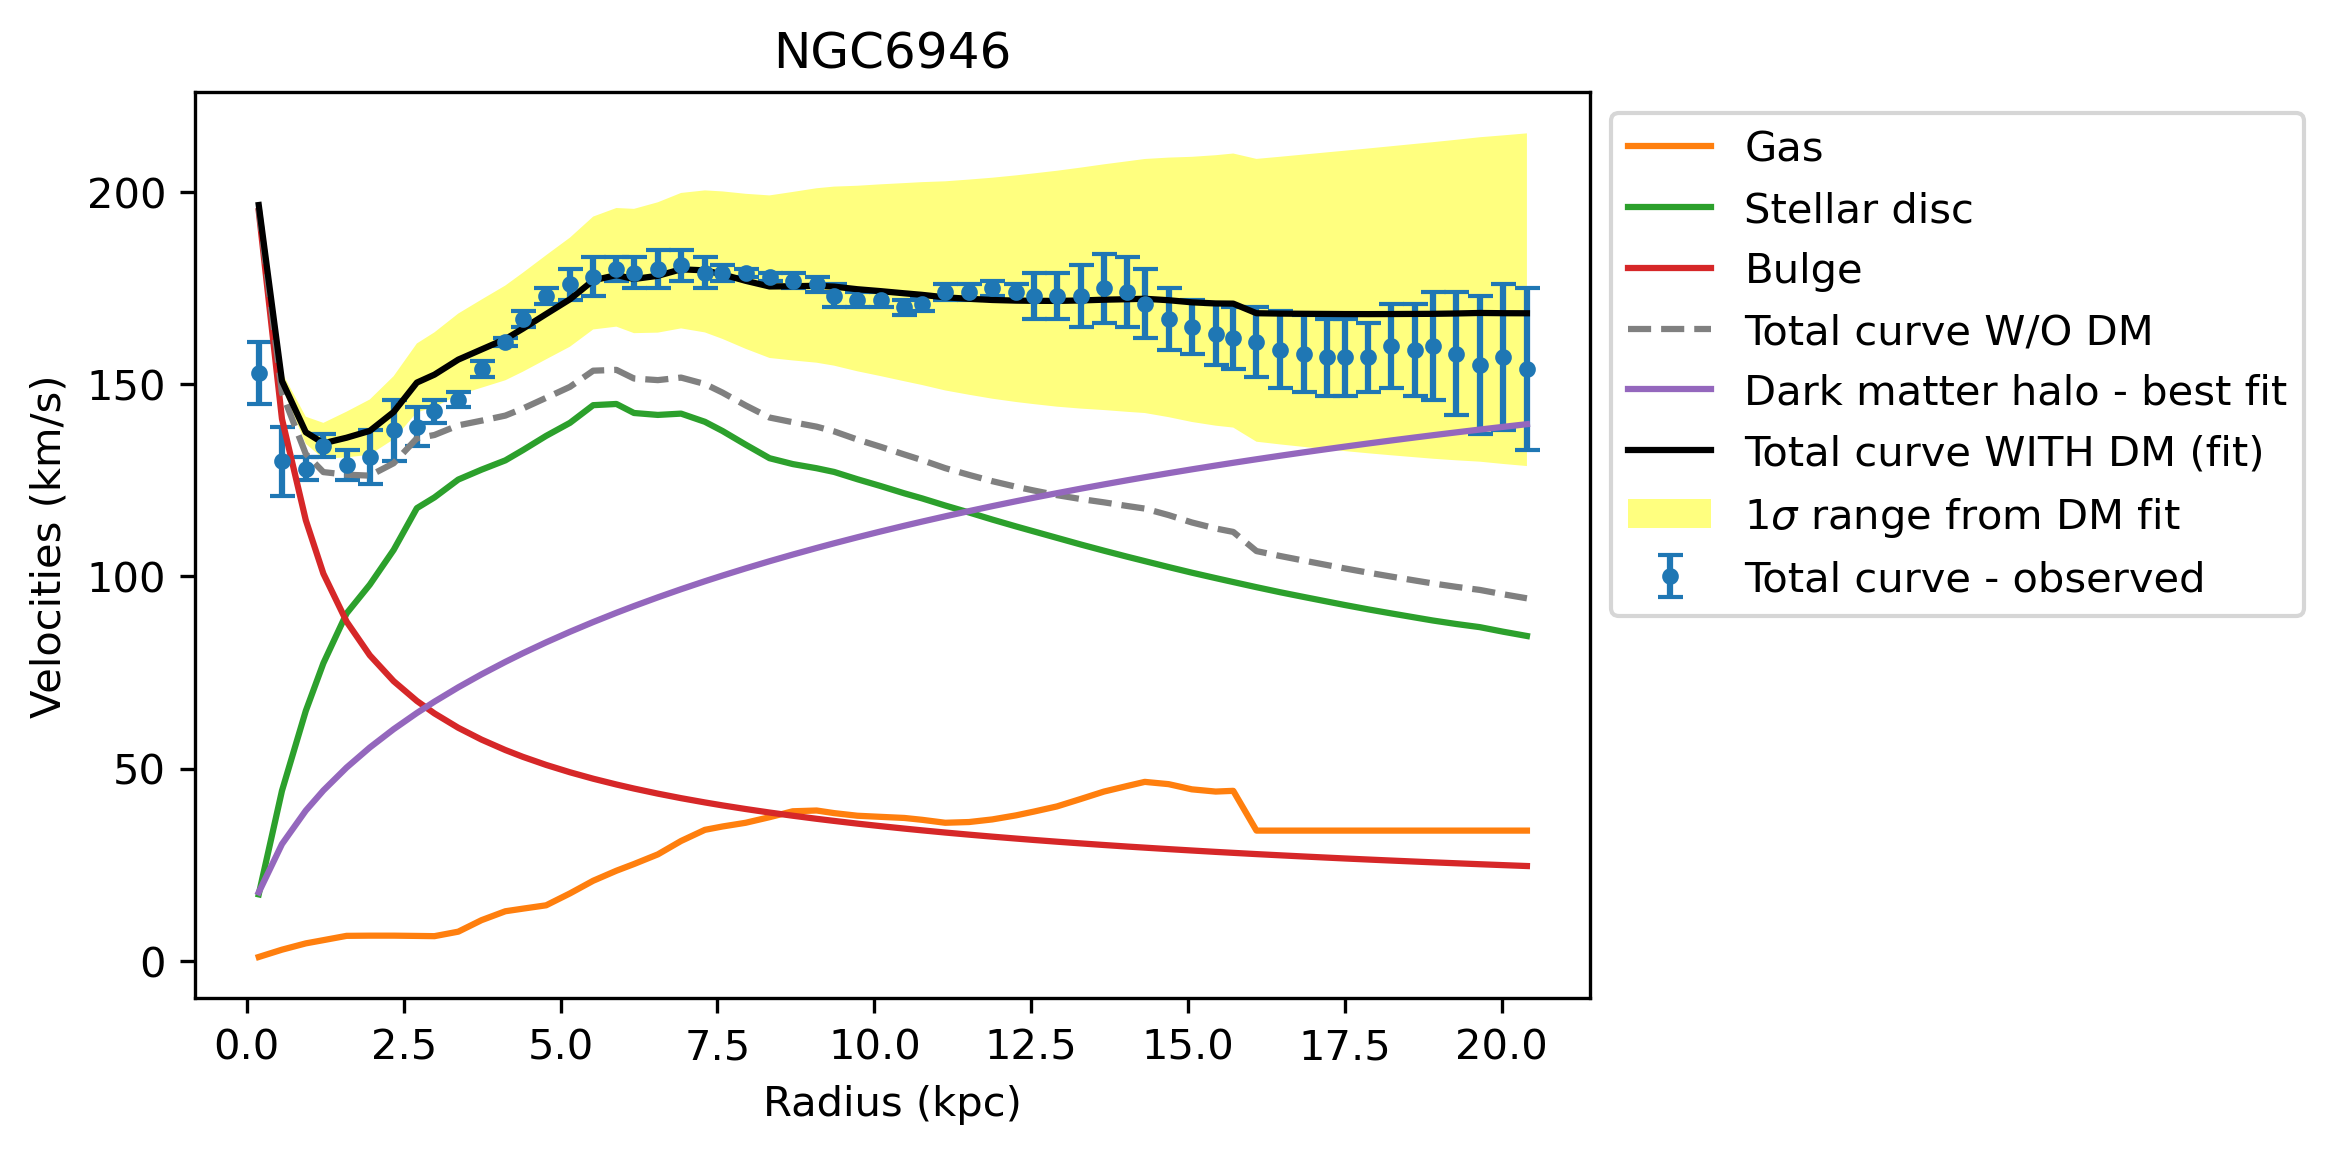 NGC6946
Velocities (km/s)
200
150
100
50
0
0.0 2.5 5.0 7.5 10.0 12.5 15.0 17.5 20.0
Radius (kpc)
Gas
Stellar disc
Bulge
Total curve W/O DM
Dark matter halo - best fit
Total curve WITH DM (fit)
1σ range from DM fit
Total curve - observed